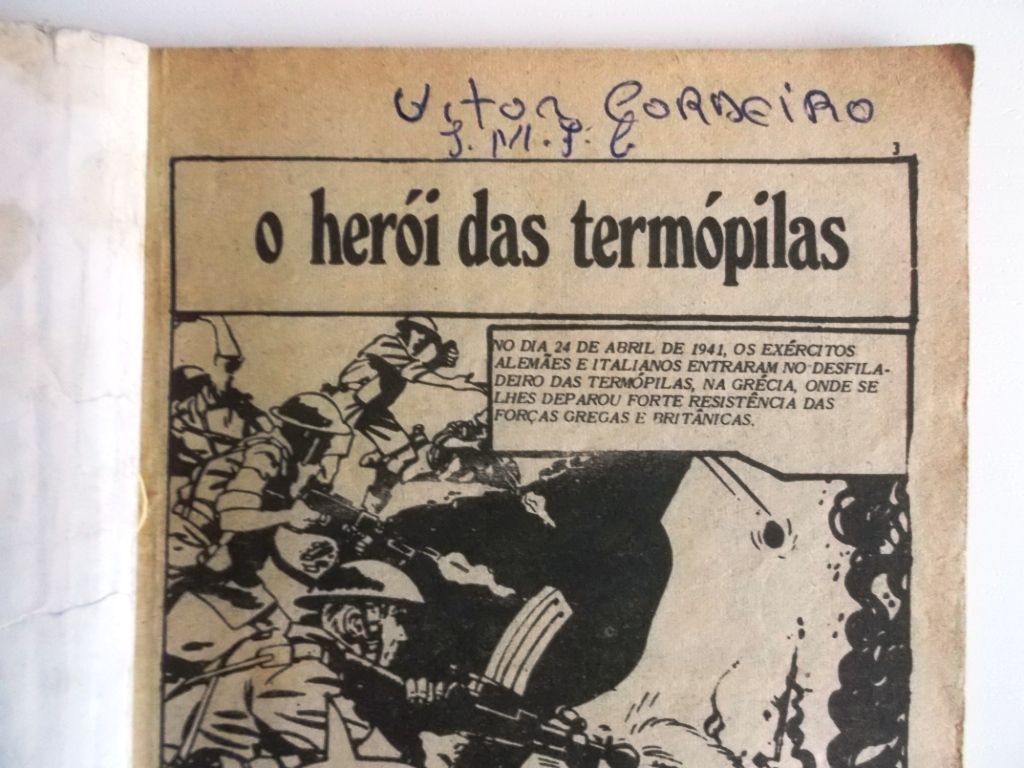 Vitor CORDEIRO
J. M. J. C
3
o herói das termópilas
NO DIA 24 DE ABRIL DE 1941, OS EXÉRCITOS
ALEMÃES E ITALIANOS ENTRARAM NO DESFILA-
DEIRO DAS TERMÓPILAS, NA GRÉCIA, ONDE SE
LHES DEPAROU FORTE RESISTÊNCIA DAS
FORÇAS GREGAS E BRITÂNICAS.